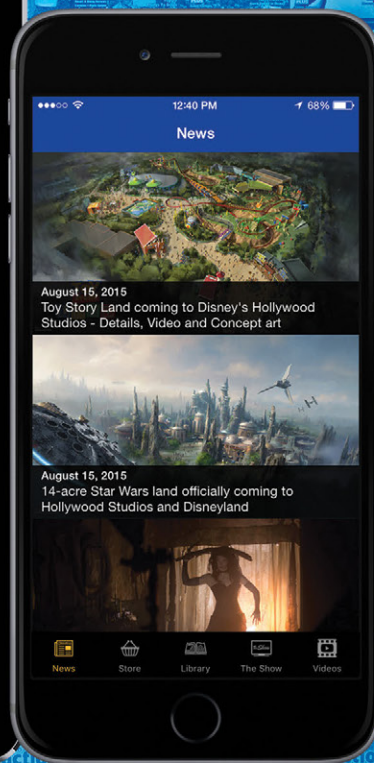 12:40 PM
68%
News
August 15, 2015
Toy Story Land coming to Disney's Hollywood
Studios - Details, Video and Concept art
August 15, 2015
14-acre Star Wars land officially coming to
Hollywood Studios and Disneyland
News
Store
Library
The Show
Videos